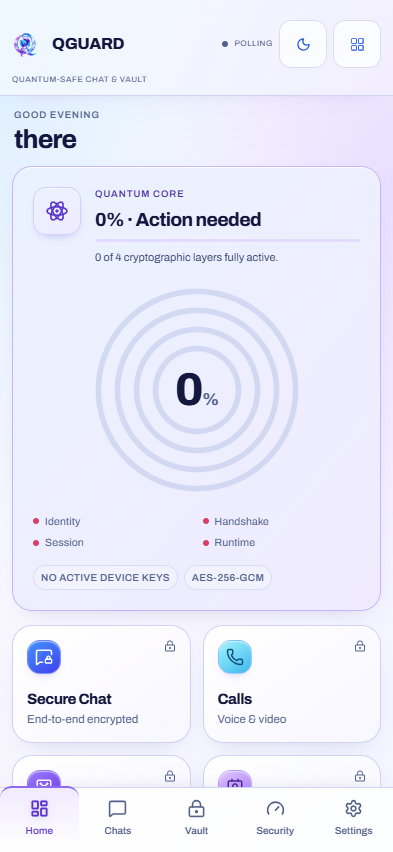 QGUARD
POLLING
QUANTUM-SAFE CHAT & VAULT
GOOD EVENING
there
QUANTUM CORE
0% · Action needed
0 of 4 cryptographic layers fully active.
0%
Identity
Handshake
Session
Runtime
NO ACTIVE DEVICE KEYS
AES-256-GCM
Secure Chat
End-to-end encrypted
Calls
Voice & video
Home
Chats
Vault
Security
Settings